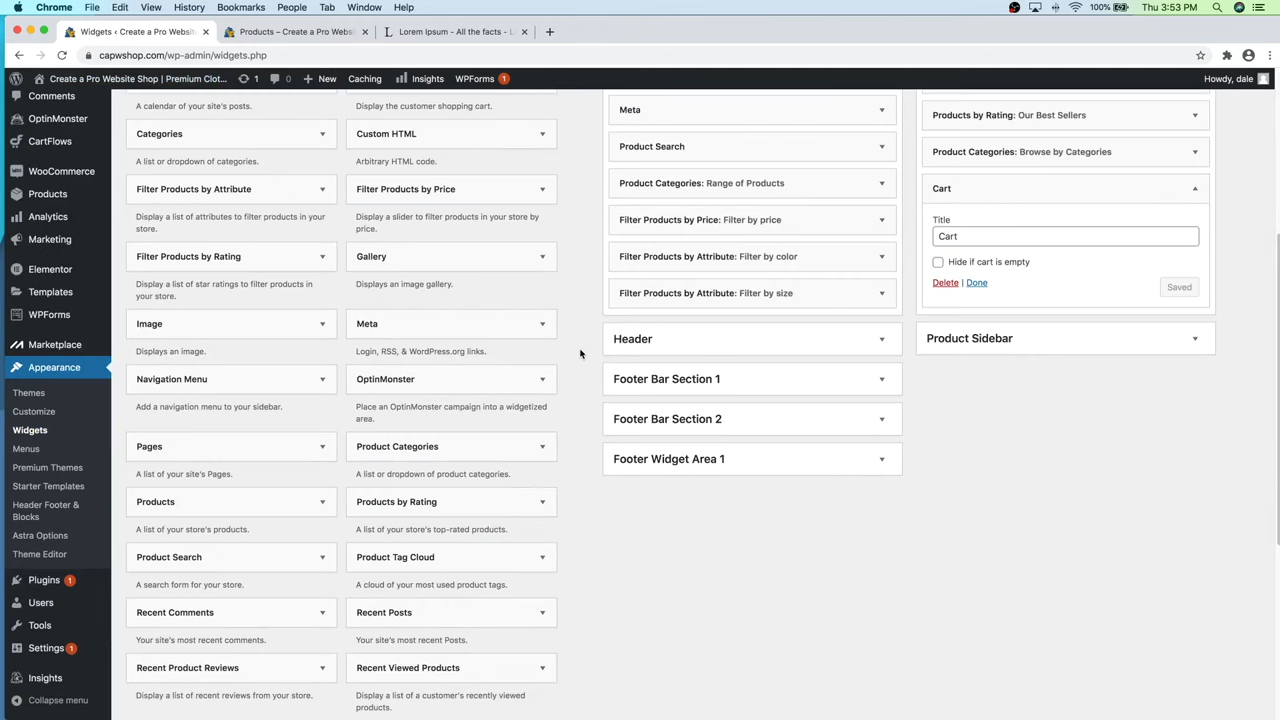 Chrome File Edit View History Bookmarks People Tab Window Help 100% Thu 3:53 PM
Widgets ‹ Create a Pro Websit × Products – Create a Pro Websi × Lorem Ipsum - All the facts - L × +
capwshop.com/wp-admin/widgets.php
Create a Pro Website Shop | Premium Clot... 1 0 + New Caching Insights WPForms 1 Howdy, dale
Comments
OptinMonster
CartFlows
WooCommerce
Products
Analytics
Marketing
Elementor
Templates
WPForms
Marketplace
Appearance
Themes
Customize
Widgets
Menus
Premium Themes
Starter Templates
Header Footer &
Blocks
Astra Options
Theme Editor
Plugins 1
Users
Tools
Settings 1
Insights
Collapse menu
A calendar of your site's posts.
Categories
A list or dropdown of categories.
Filter Products by Attribute
Display a list of attributes to filter products in your
store.
Filter Products by Rating
Display a list of star ratings to filter products in
your store.
Image
Displays an image.
Navigation Menu
Add a navigation menu to your sidebar.
Pages
A list of your site's Pages.
Products
A list of your store's products.
Product Search
A search form for your store.
Recent Comments
Your site's most recent comments.
Recent Product Reviews
Display a list of recent reviews from your store.
Display the customer shopping cart.
Custom HTML
Arbitrary HTML code.
Filter Products by Price
Display a slider to filter products in your store by
price.
Gallery
Displays an image gallery.
Meta
Login, RSS, & WordPress.org links.
OptinMonster
Place an OptinMonster campaign into a widgetized
area.
Product Categories
A list or dropdown of product categories.
Products by Rating
A list of your store's top-rated products.
Product Tag Cloud
A cloud of your most used product tags.
Recent Posts
Your site's most recent Posts.
Recent Viewed Products
Display a list of a customer's recently viewed
products.
Meta
Product Search
Product Categories: Range of Products
Filter Products by Price: Filter by price
Filter Products by Attribute: Filter by color
Filter Products by Attribute: Filter by size
Header
Footer Bar Section 1
Footer Bar Section 2
Footer Widget Area 1
Products by Rating: Our Best Sellers
Product Categories: Browse by Categories
Cart
Title
Cart
Hide if cart is empty
Delete | Done Saved
Product Sidebar